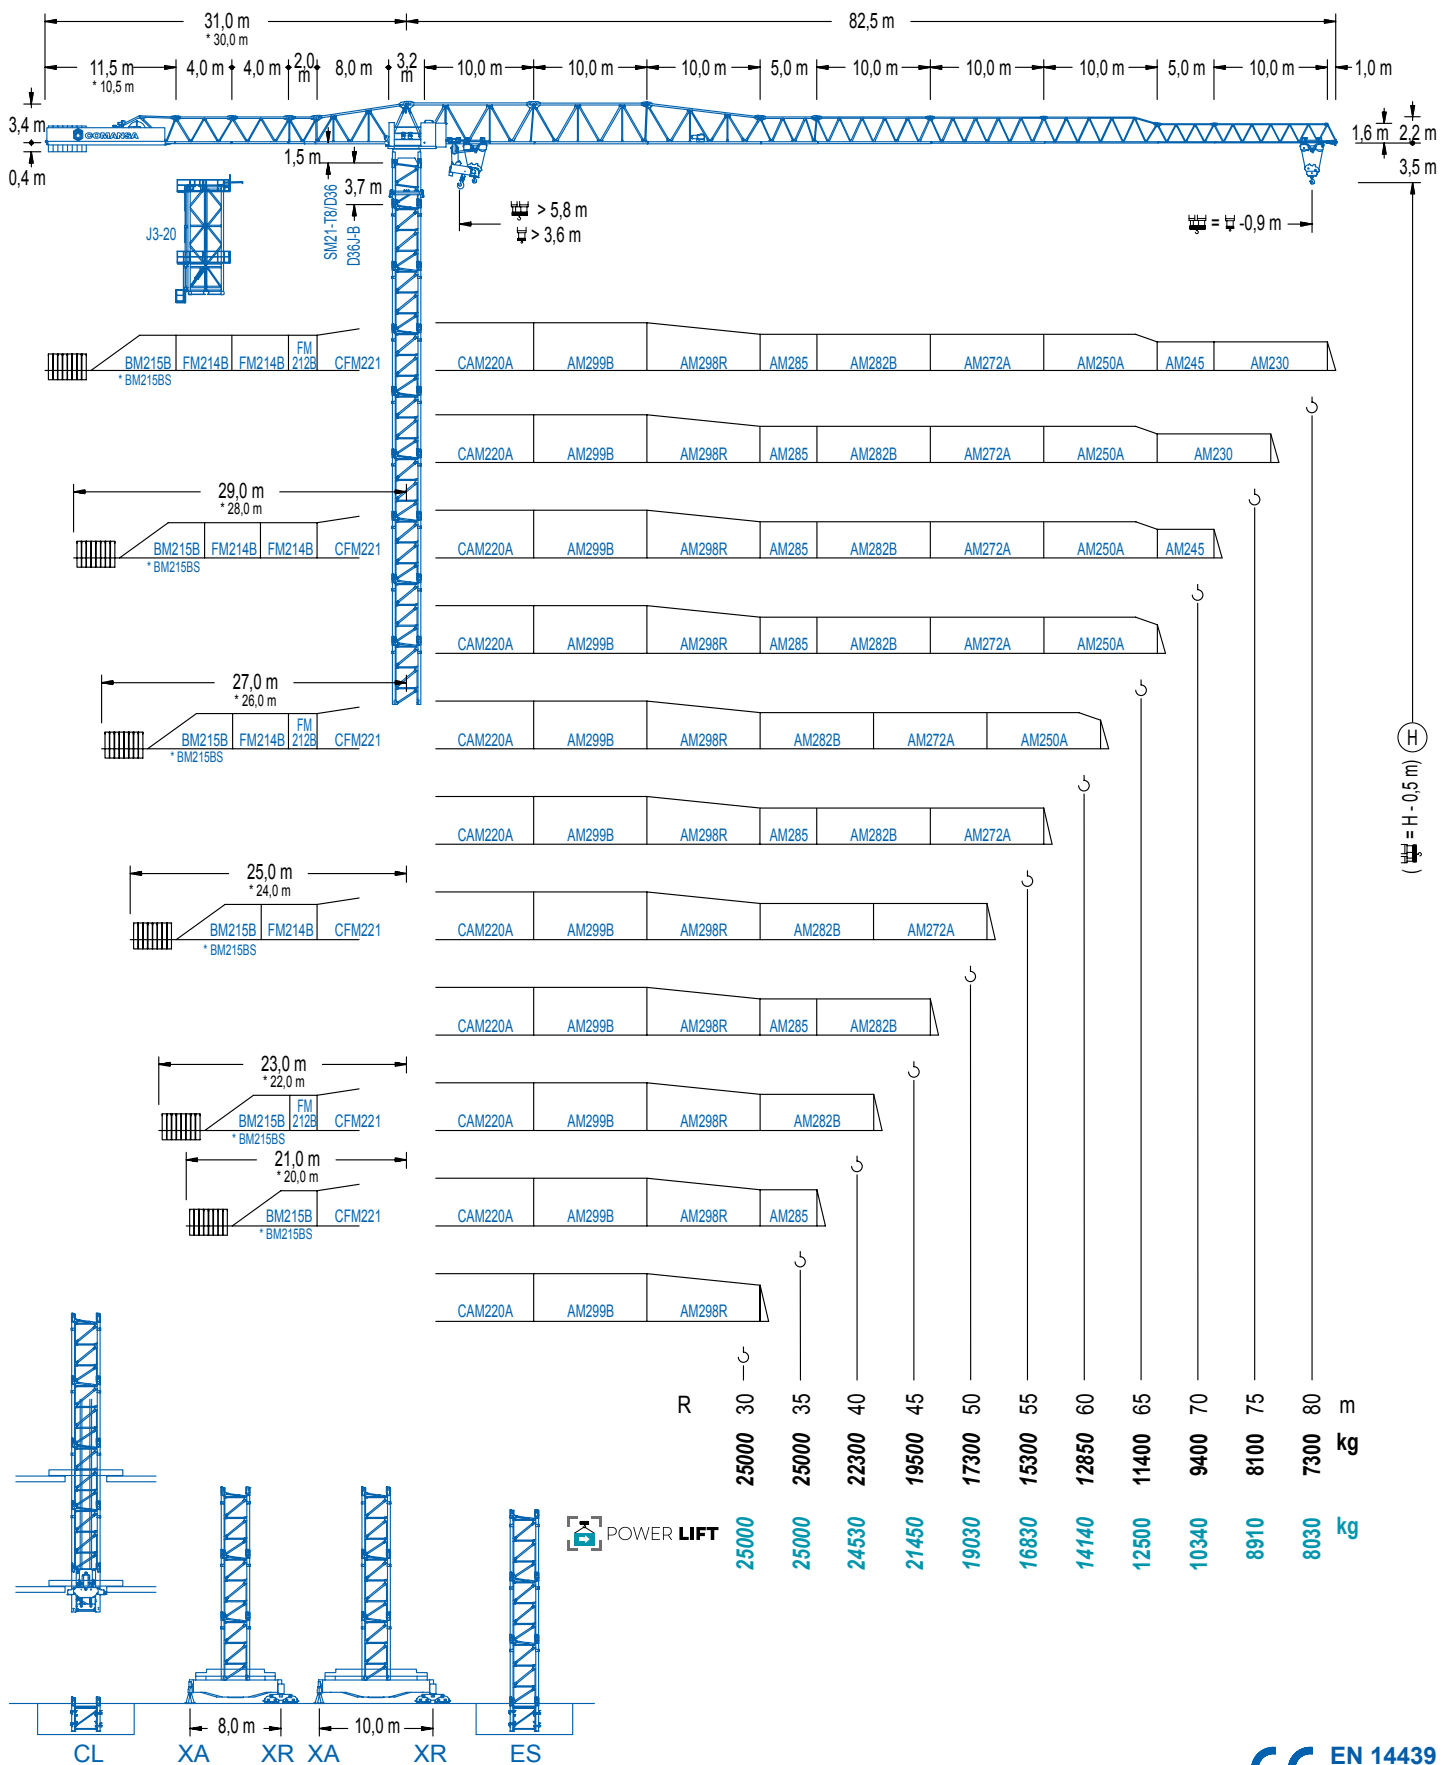 31,0 m
* 30,0 m
82,5 m
11,5 m
* 10,5 m
4,0 m
4,0 m
2,0 m
8,0 m
3,2 m
10,0 m
10,0 m
10,0 m
5,0 m
10,0 m
10,0 m
10,0 m
5,0 m
10,0 m
1,0 m
3,4 m
COMANSA
0,4 m
1,5 m
3,7 m
1,6 m
2,2 m
3,5 m
J3-20
SM21-T8/D36
D36J-B
> 5,8 m
> 3,6 m
= -0,9 m
BM215B FM214B FM214B FM 212B CFM221
* BM215BS
CAM220A AM299B AM298R AM285 AM282B AM272A AM250A AM245 AM230
CAM220A AM299B AM298R AM285 AM282B AM272A AM250A AM230
29,0 m
* 28,0 m
BM215B FM214B FM214B CFM221
* BM215BS
CAM220A AM299B AM298R AM285 AM282B AM272A AM250A AM245
CAM220A AM299B AM298R AM285 AM282B AM272A AM250A
27,0 m
* 26,0 m
BM215B FM214B FM 212B CFM221
* BM215BS
CAM220A AM299B AM298R AM282B AM272A AM250A
H
( = H - 0,5 m)
CAM220A AM299B AM298R AM285 AM282B AM272A
25,0 m
* 24,0 m
BM215B FM214B CFM221
* BM215BS
CAM220A AM299B AM298R AM282B AM272A
CAM220A AM299B AM298R AM285 AM282B
23,0 m
* 22,0 m
BM215B FM 212B CFM221
* BM215BS
CAM220A AM299B AM298R AM282B
21,0 m
* 20,0 m
BM215B CFM221
* BM215BS
CAM220A AM299B AM298R AM285
CAM220A AM299B AM298R
R 30 35 40 45 50 55 60 65 70 75 80 m
25000 25000 22300 19500 17300 15300 12850 11400 9400 8100 7300 kg
POWER LIFT 25000 25000 24530 21450 19030 16830 14140 12500 10340 8910 8030 kg
8,0 m
10,0 m
CL XA XR XA XR ES
CE EN 14439